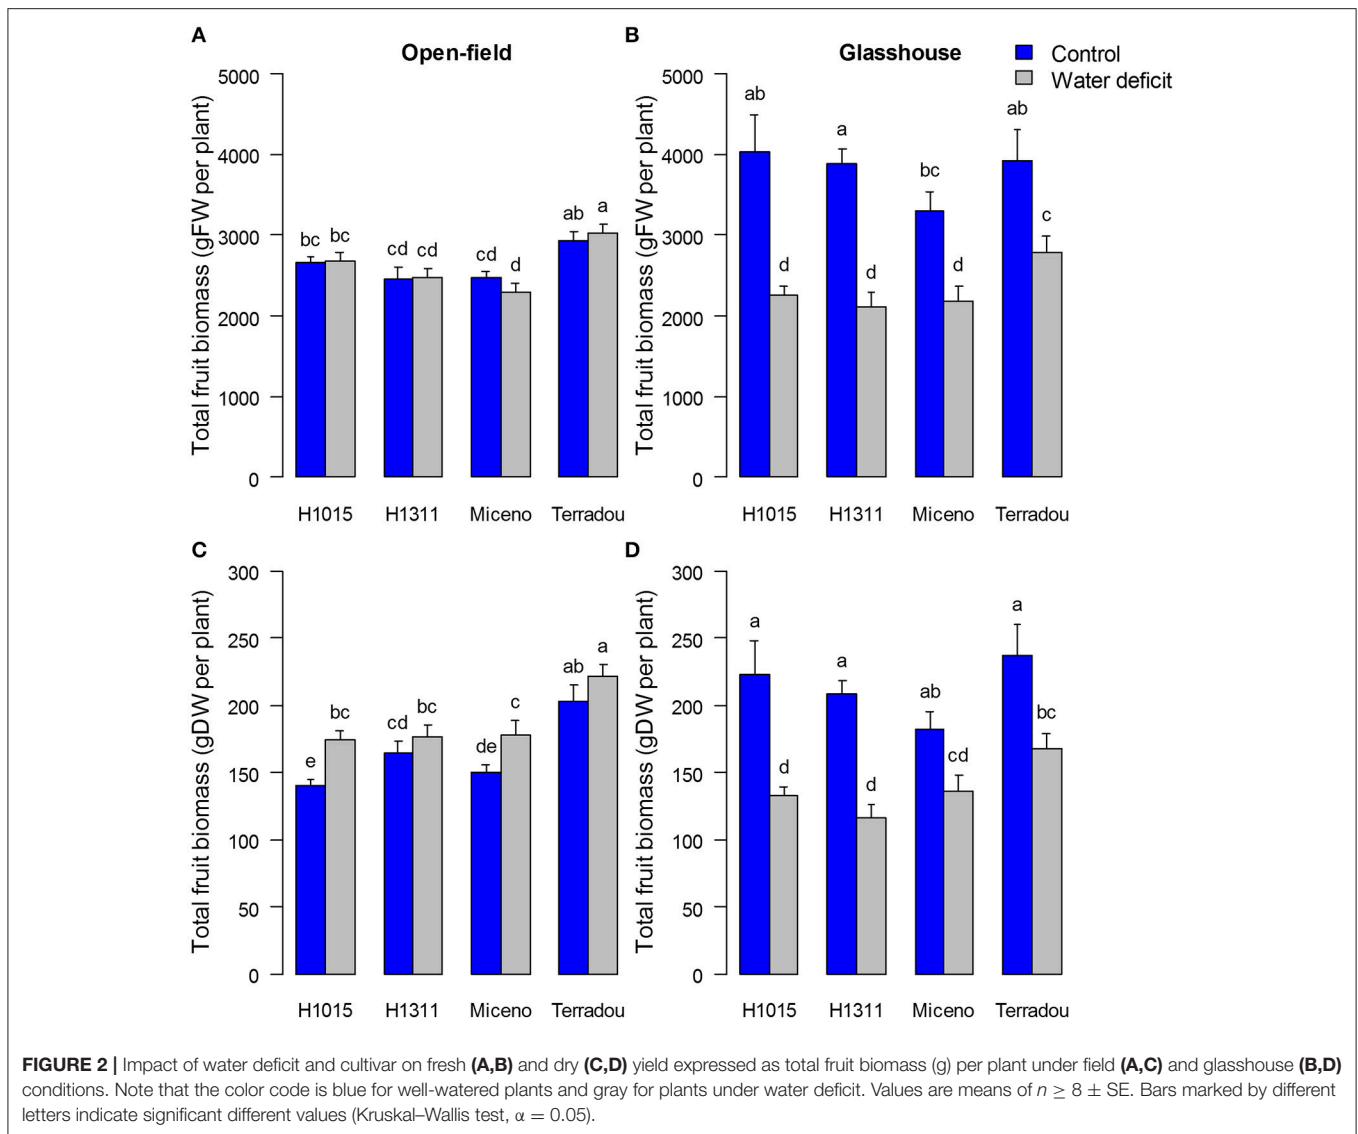 A
Open-field
Total fruit biomass (gFW per plant)
5000
4000
3000
2000
1000
0
bc bc cd cd cd d ab a
H1015 H1311 Miceno Terradou
B
Glasshouse
Control
Water deficit
Total fruit biomass (gFW per plant)
5000
4000
3000
2000
1000
0
ab d a d bc d ab c
H1015 H1311 Miceno Terradou
C
Total fruit biomass (gDW per plant)
300
250
200
150
100
50
0
e bc cd bc de c ab a
H1015 H1311 Miceno Terradou
D
Total fruit biomass (gDW per plant)
300
250
200
150
100
50
0
a d a d ab cd a bc
H1015 H1311 Miceno Terradou
FIGURE 2 | Impact of water deficit and cultivar on fresh (A,B) and dry (C,D) yield expressed as total fruit biomass (g) per plant under field (A,C) and glasshouse (B,D)
conditions. Note that the color code is blue for well-watered plants and gray for plants under water deficit. Values are means of n ≥ 8 ± SE. Bars marked by different
letters indicate significant different values (Kruskal–Wallis test, α = 0.05).